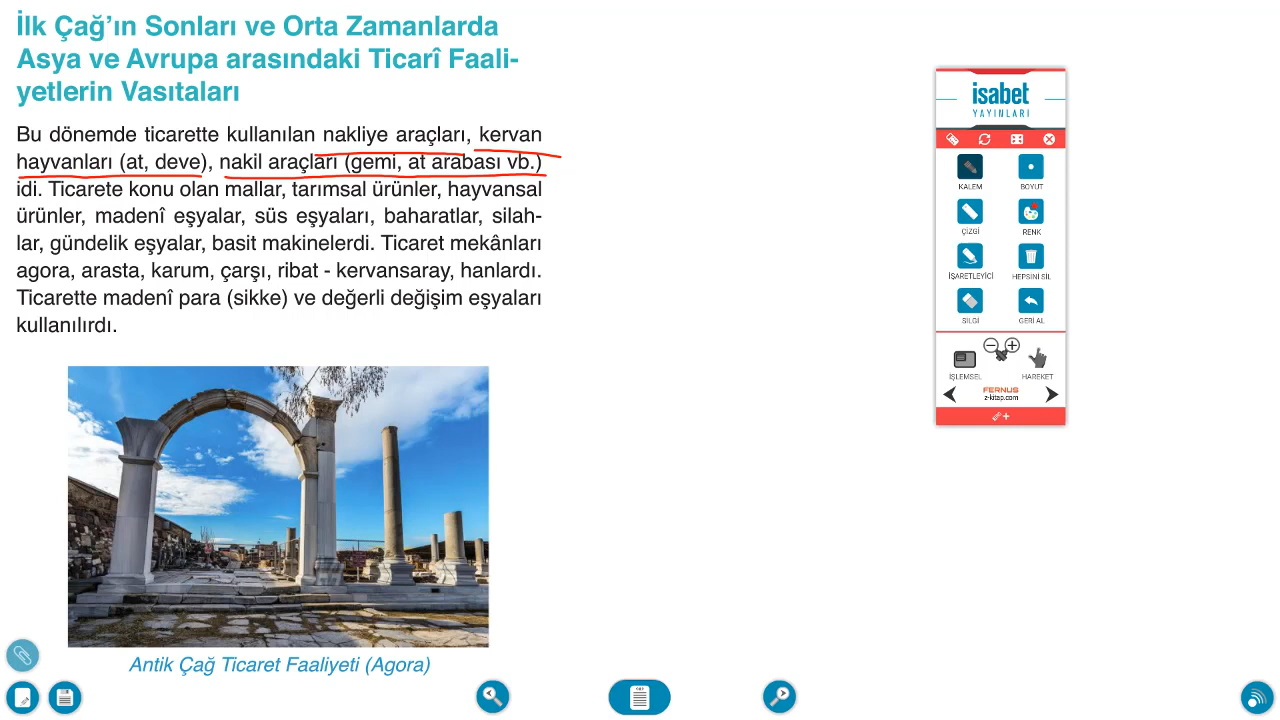 İlk Çağ’ın Sonları ve Orta Zamanlarda
Asya ve Avrupa arasındaki Ticarî Faali-
yetlerin Vasıtaları
Bu dönemde ticarette kullanılan nakliye araçları, kervan
hayvanları (at, deve), nakil araçları (gemi, at arabası vb.)
idi. Ticarete konu olan mallar, tarımsal ürünler, hayvansal
ürünler, madenî eşyalar, süs eşyaları, baharatlar, silah-
lar, gündelik eşyalar, basit makinelerdi. Ticaret mekânları
agora, arasta, karum, çarşı, ribat - kervansaray, hanlardı.
Ticarette madenî para (sikke) ve değerli değişim eşyaları
kullanılırdı.
Antik Çağ Ticaret Faaliyeti (Agora)
isabet
YAYINLARI
KALEM BOYUT
ÇİZGİ RENK
İŞARETLEYİCİ HEPSİNİ SİL
SİLGİ GERİ AL
İŞLEMSEL HAREKET
FERNUS
z-kitap.com